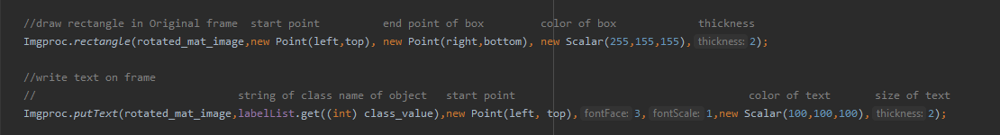 //draw rectangle in Original frame  start point          end point of box         color of box             thickness
Imgproc.rectangle(rotated_mat_image,new Point(left,top), new Point(right,bottom), new Scalar(255,155,155), thickness: 2);
//write text on frame
//                                string of class name of object   start point                                     color of text       size of text
Imgproc.putText(rotated_mat_image,labelList.get((int) class_value),new Point(left, top), fontFace: 3, fontScale: 1,new Scalar(100,100,100), thickness: 2);